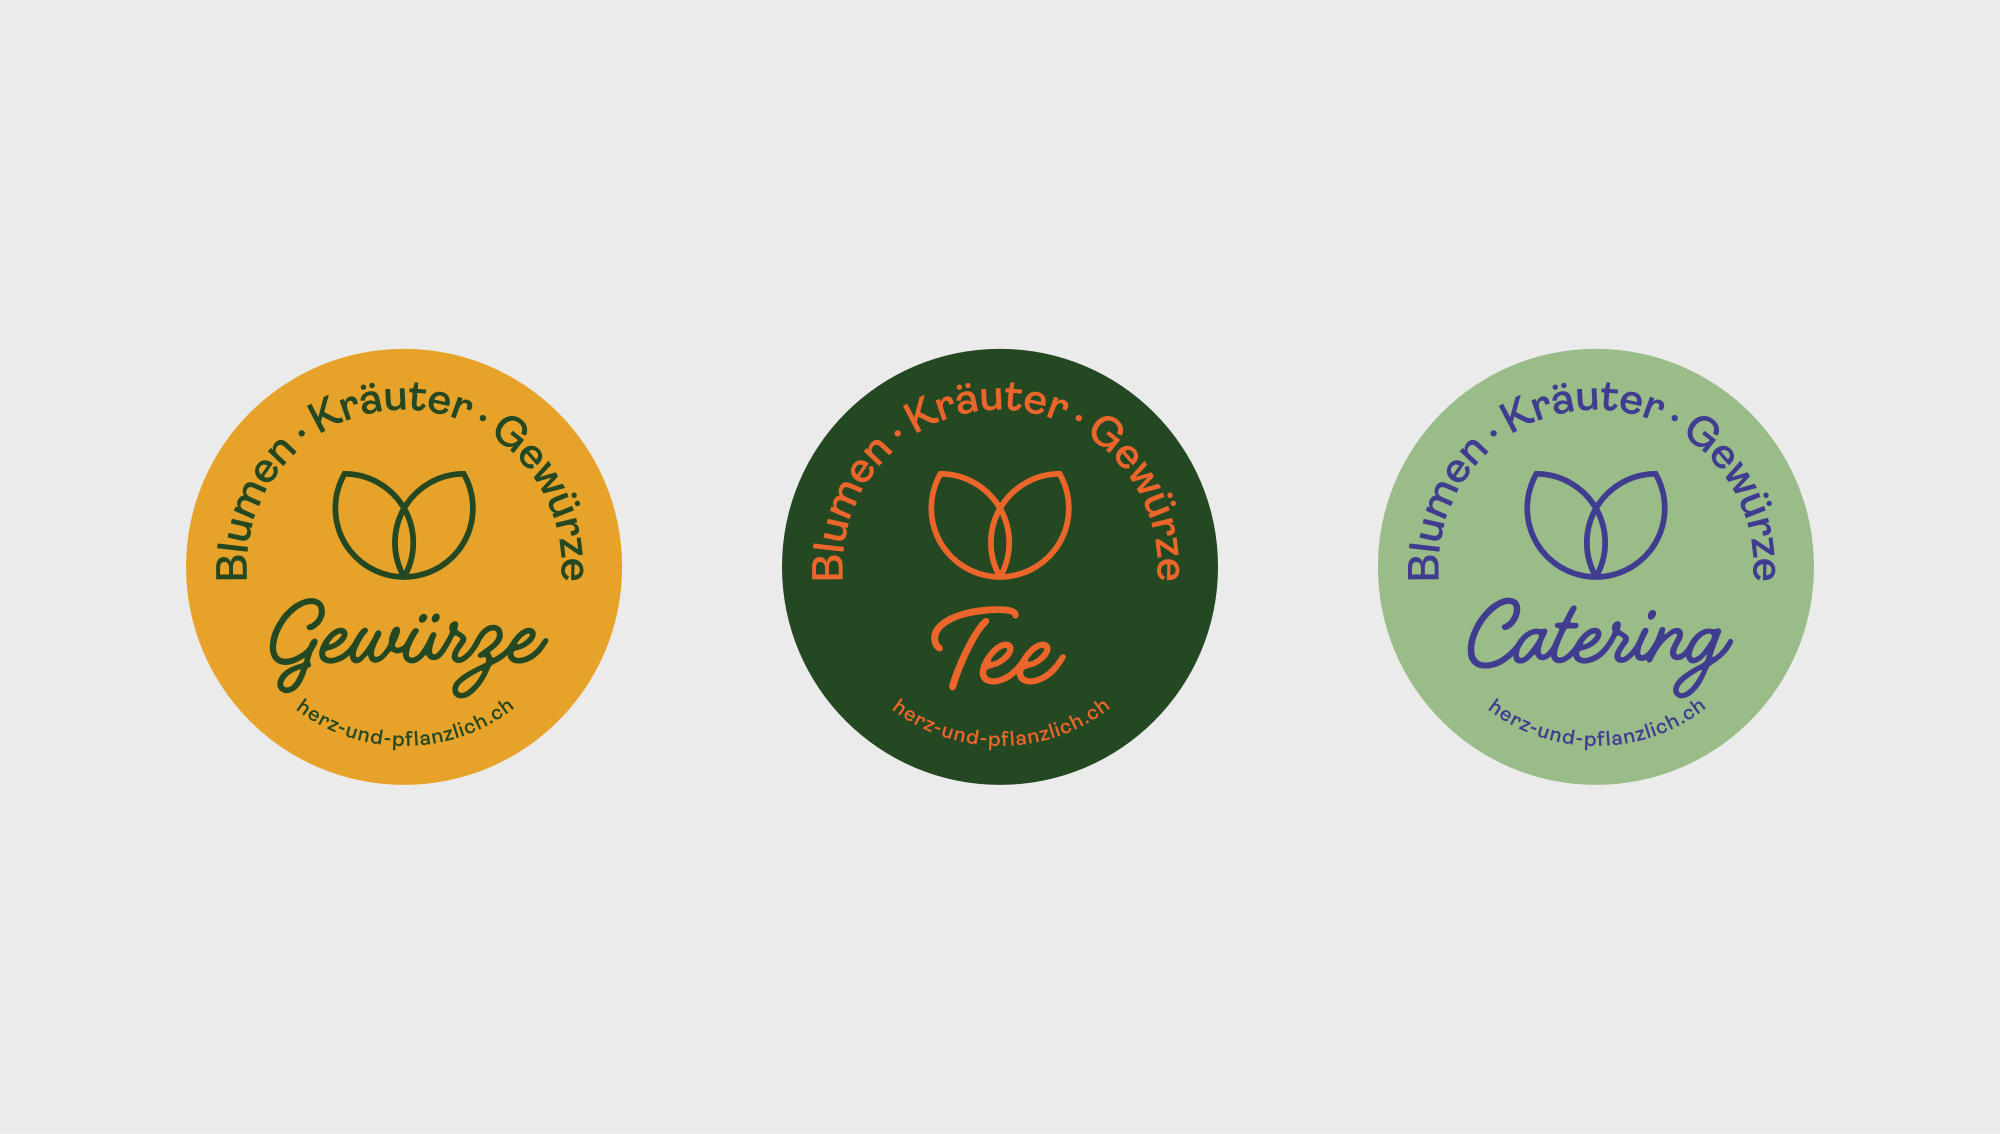 Blumen · Kräuter · Gewürze
Gewürze
herz-und-pflanzlich.ch
Blumen · Kräuter · Gewürze
Tee
herz-und-pflanzlich.ch
Blumen · Kräuter · Gewürze
Catering
herz-und-pflanzlich.ch